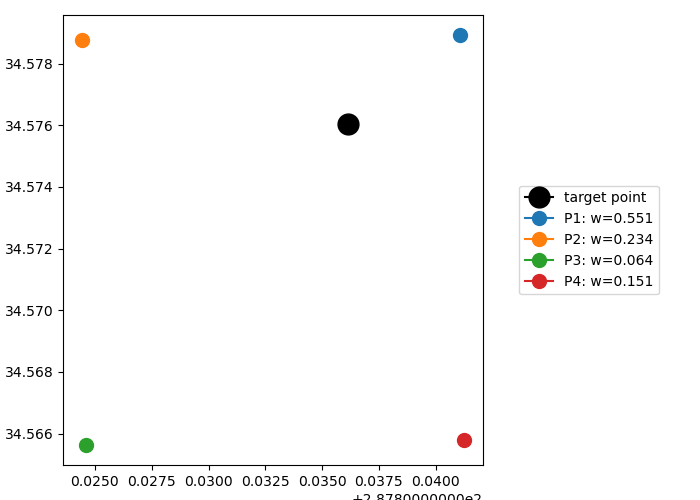 34.578
34.576
34.574
34.572
34.570
34.568
34.566
0.0250 0.0275 0.0300 0.0325 0.0350 0.0375 0.0400
+2.8780000000e2
target point
P1: w=0.551
P2: w=0.234
P3: w=0.064
P4: w=0.151